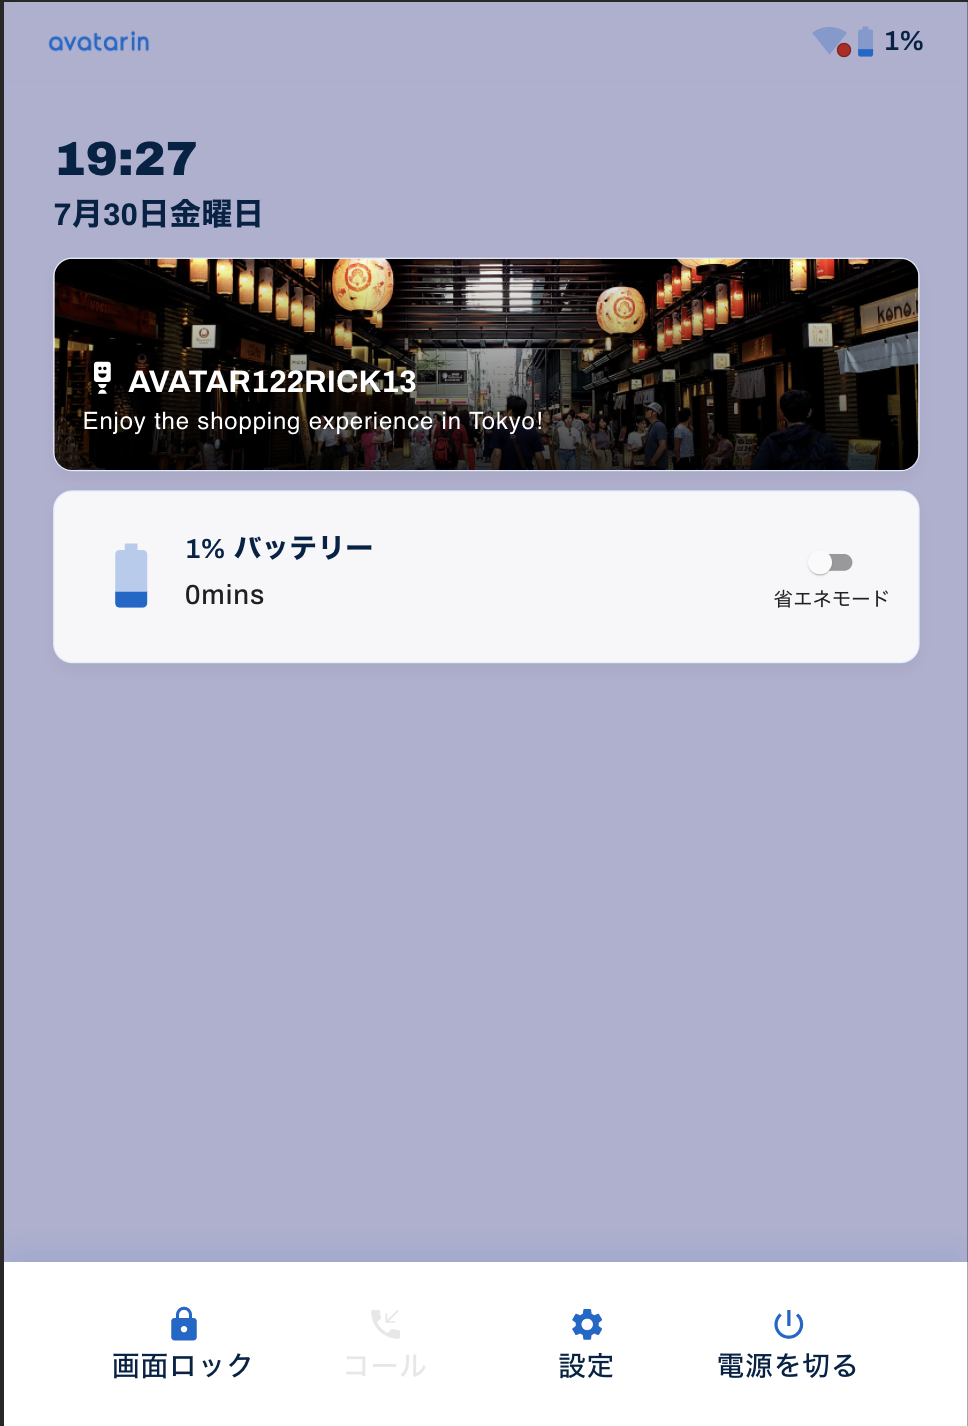 avatarin
1%
19:27
7月30日金曜日
kono.
AVATAR122RICK13
Enjoy the shopping experience in Tokyo!
1% バッテリー
0mins
省エネモード
画面ロック
コール
設定
電源を切る